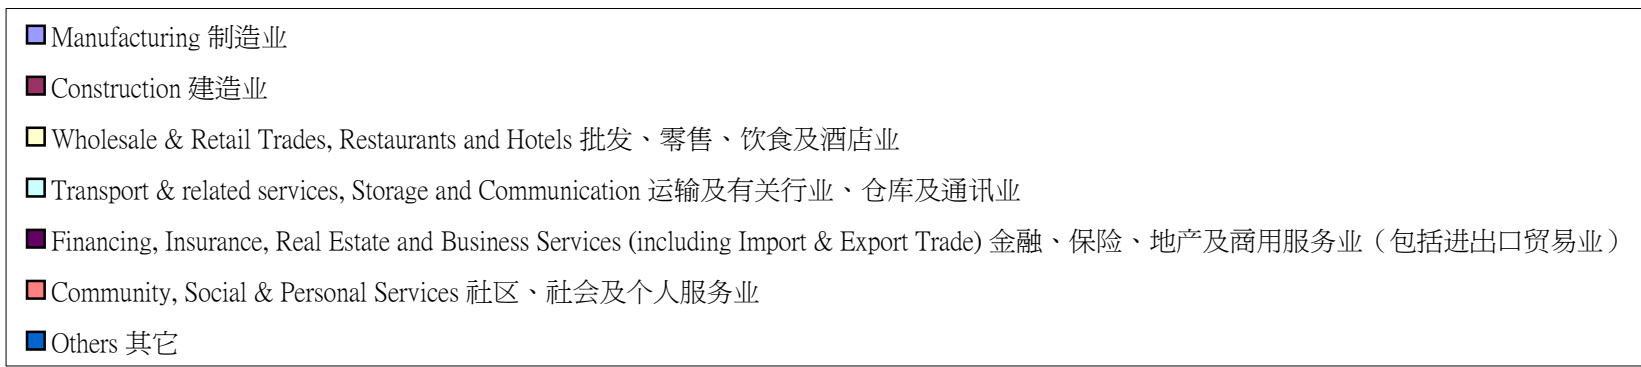 Manufacturing 制造业
Construction 建造业
Wholesale & Retail Trades, Restaurants and Hotels 批发、零售、饮食及酒店业
Transport & related services, Storage and Communication 运输及有关行业、仓库及通讯业
Financing, Insurance, Real Estate and Business Services (including Import & Export Trade) 金融、保险、地产及商用服务业（包括进出口贸易业）
Community, Social & Personal Services 社区、社会及个人服务业
Others 其它